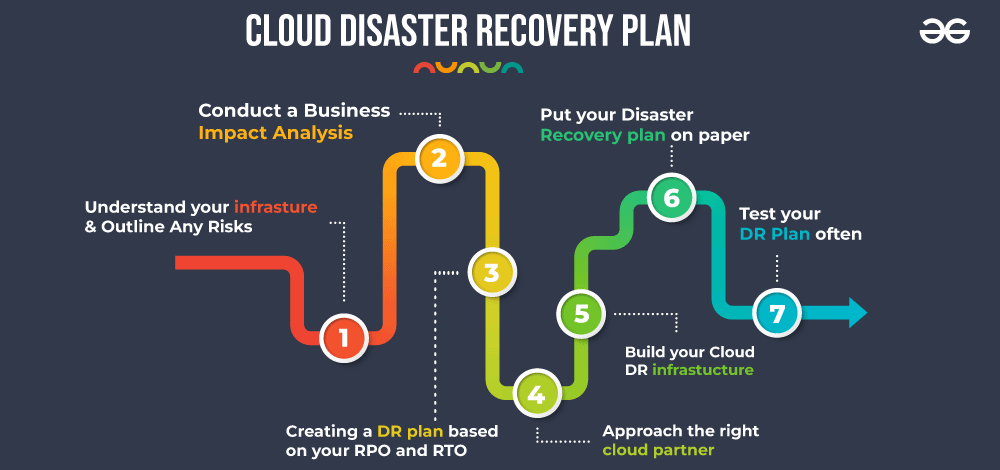 CLOUD DISASTER RECOVERY PLAN
Conduct a Business
Impact Analysis
Put your Disaster
Recovery plan on paper
2
6
Understand your infrasture
& Outline Any Risks
Test your
DR Plan often
3
5
7
1
Build your Cloud
DR infrastucture
4
Creating a DR plan based
on your RPO and RTO
Approach the right
cloud partner